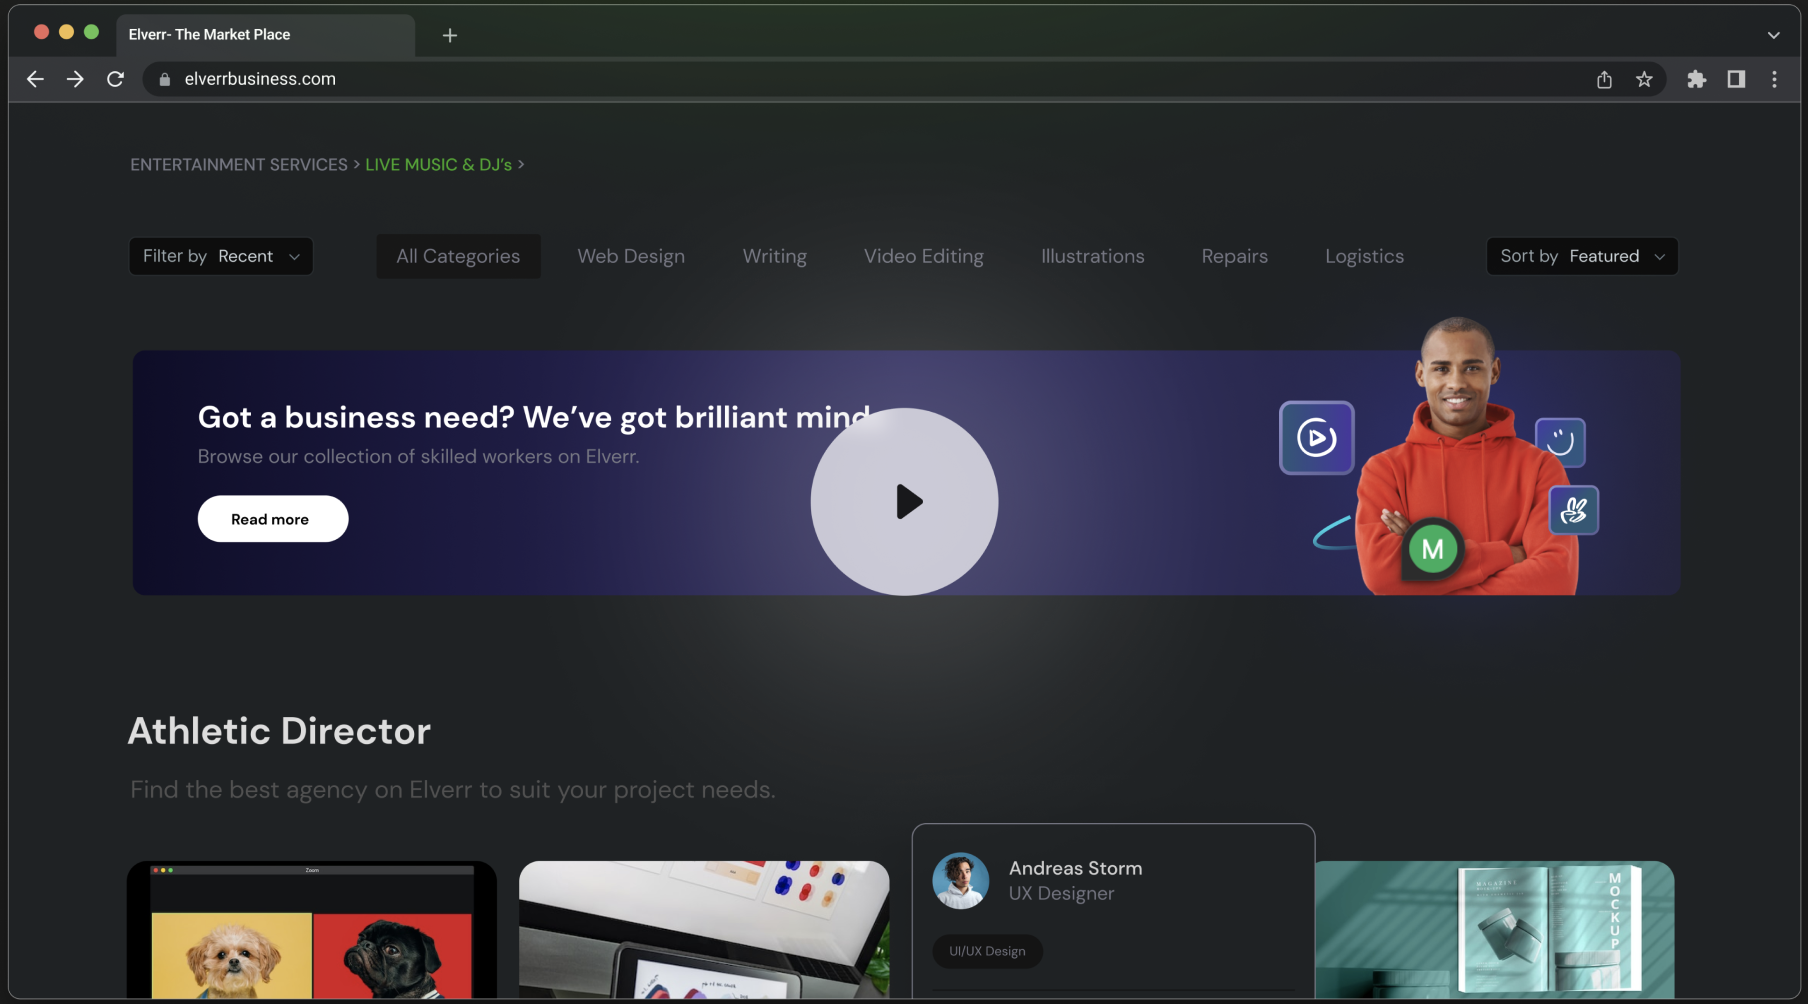 Elverr- The Market Place
elverrbusiness.com
ENTERTAINMENT SERVICES > LIVE MUSIC & DJ’s >
Filter by Recent
All Categories
Web Design
Writing
Video Editing
Illustrations
Repairs
Logistics
Sort by Featured
Got a business need? We’ve got brilliant mind
Browse our collection of skilled workers on Elverr.
Read more
M
Athletic Director
Find the best agency on Elverr to suit your project needs.
Zoom
Andreas Storm
UX Designer
UI/UX Design
MAGAZINE
MOCKUP